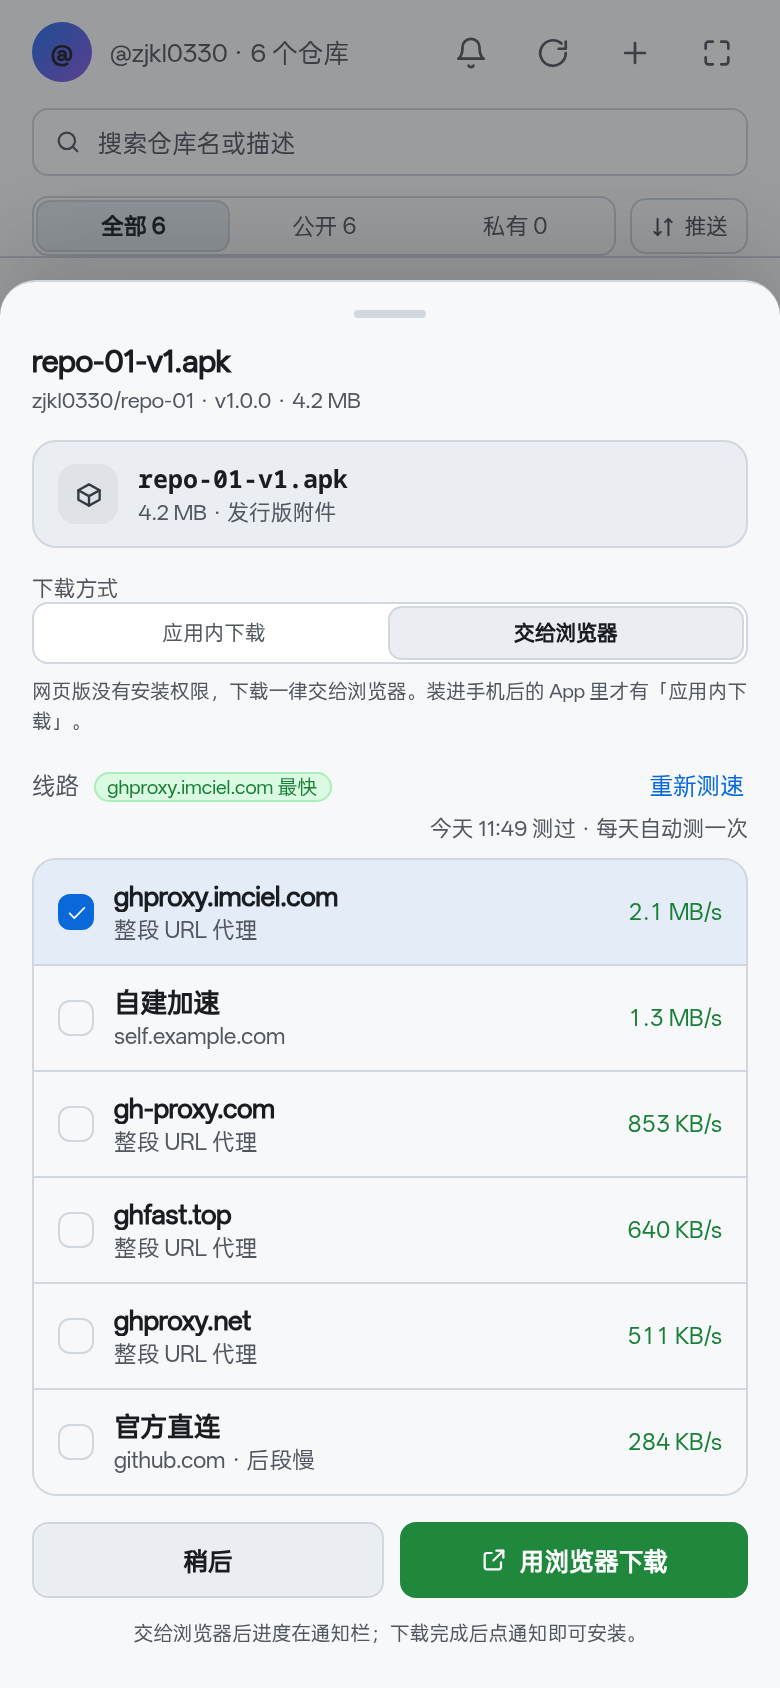 @ @zjkl0330 · 6 个仓库
搜索仓库名或描述
全部 6 公开 6 私有 0 推送
repo-01-v1.apk
zjkl0330/repo-01 · v1.0.0 · 4.2 MB
repo-01-v1.apk
4.2 MB · 发行版附件
下载方式
应用内下载 交给浏览器
网页版没有安装权限，下载一律交给浏览器。装进手机后的 App 里才有「应用内下
载」。
线路 ghproxy.imciel.com 最快 重新测速
今天 11:49 测过 · 每天自动测一次
ghproxy.imciel.com
整段 URL 代理
2.1 MB/s
自建加速
self.example.com
1.3 MB/s
gh-proxy.com
整段 URL 代理
853 KB/s
ghfast.top
整段 URL 代理
640 KB/s
ghproxy.net
整段 URL 代理
511 KB/s
官方直连
github.com · 后段慢
284 KB/s
稍后 用浏览器下载
交给浏览器后进度在通知栏；下载完成后点通知即可安装。